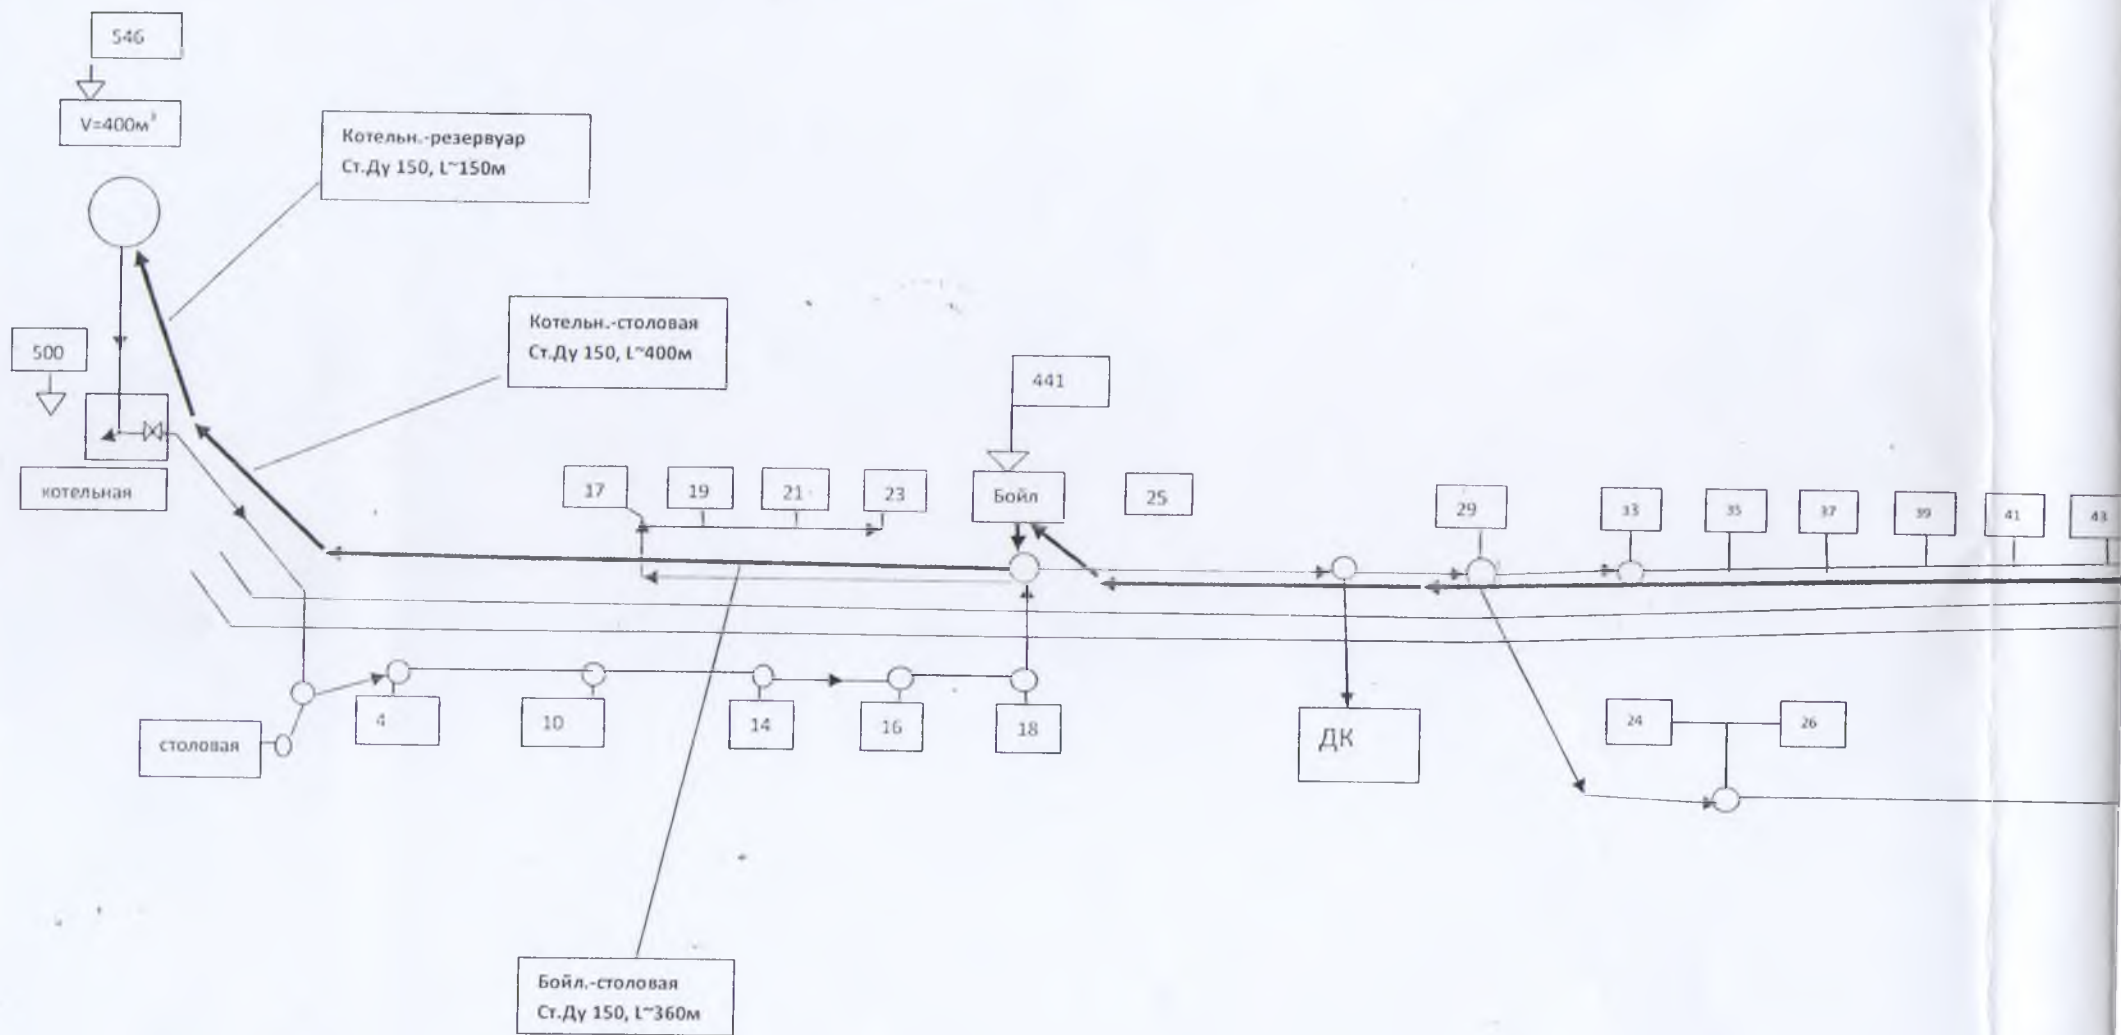 546
V=400м³
Котельн.-резервуар
Ст.Ду 150, L~150м
Котельн.-столовая
Ст.Ду 150, L~400м
500
котельная
441
Бойл
17
19
21
23
25
29
33
35
37
39
41
43
столовая
4
10
14
16
18
ДК
24
26
Бойл.-столовая
Ст.Ду 150, L~360м